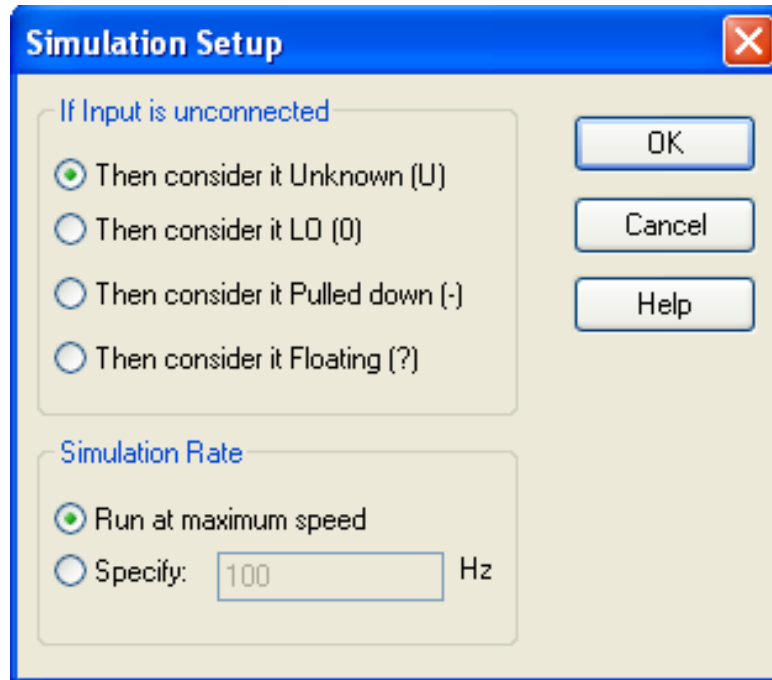 Simulation Setup
If Input is unconnected
Then consider it Unknown (U)
Then consider it LO (0)
Then consider it Pulled down (-)
Then consider it Floating (?)
OK
Cancel
Help
Simulation Rate
Run at maximum speed
Specify: 100 Hz